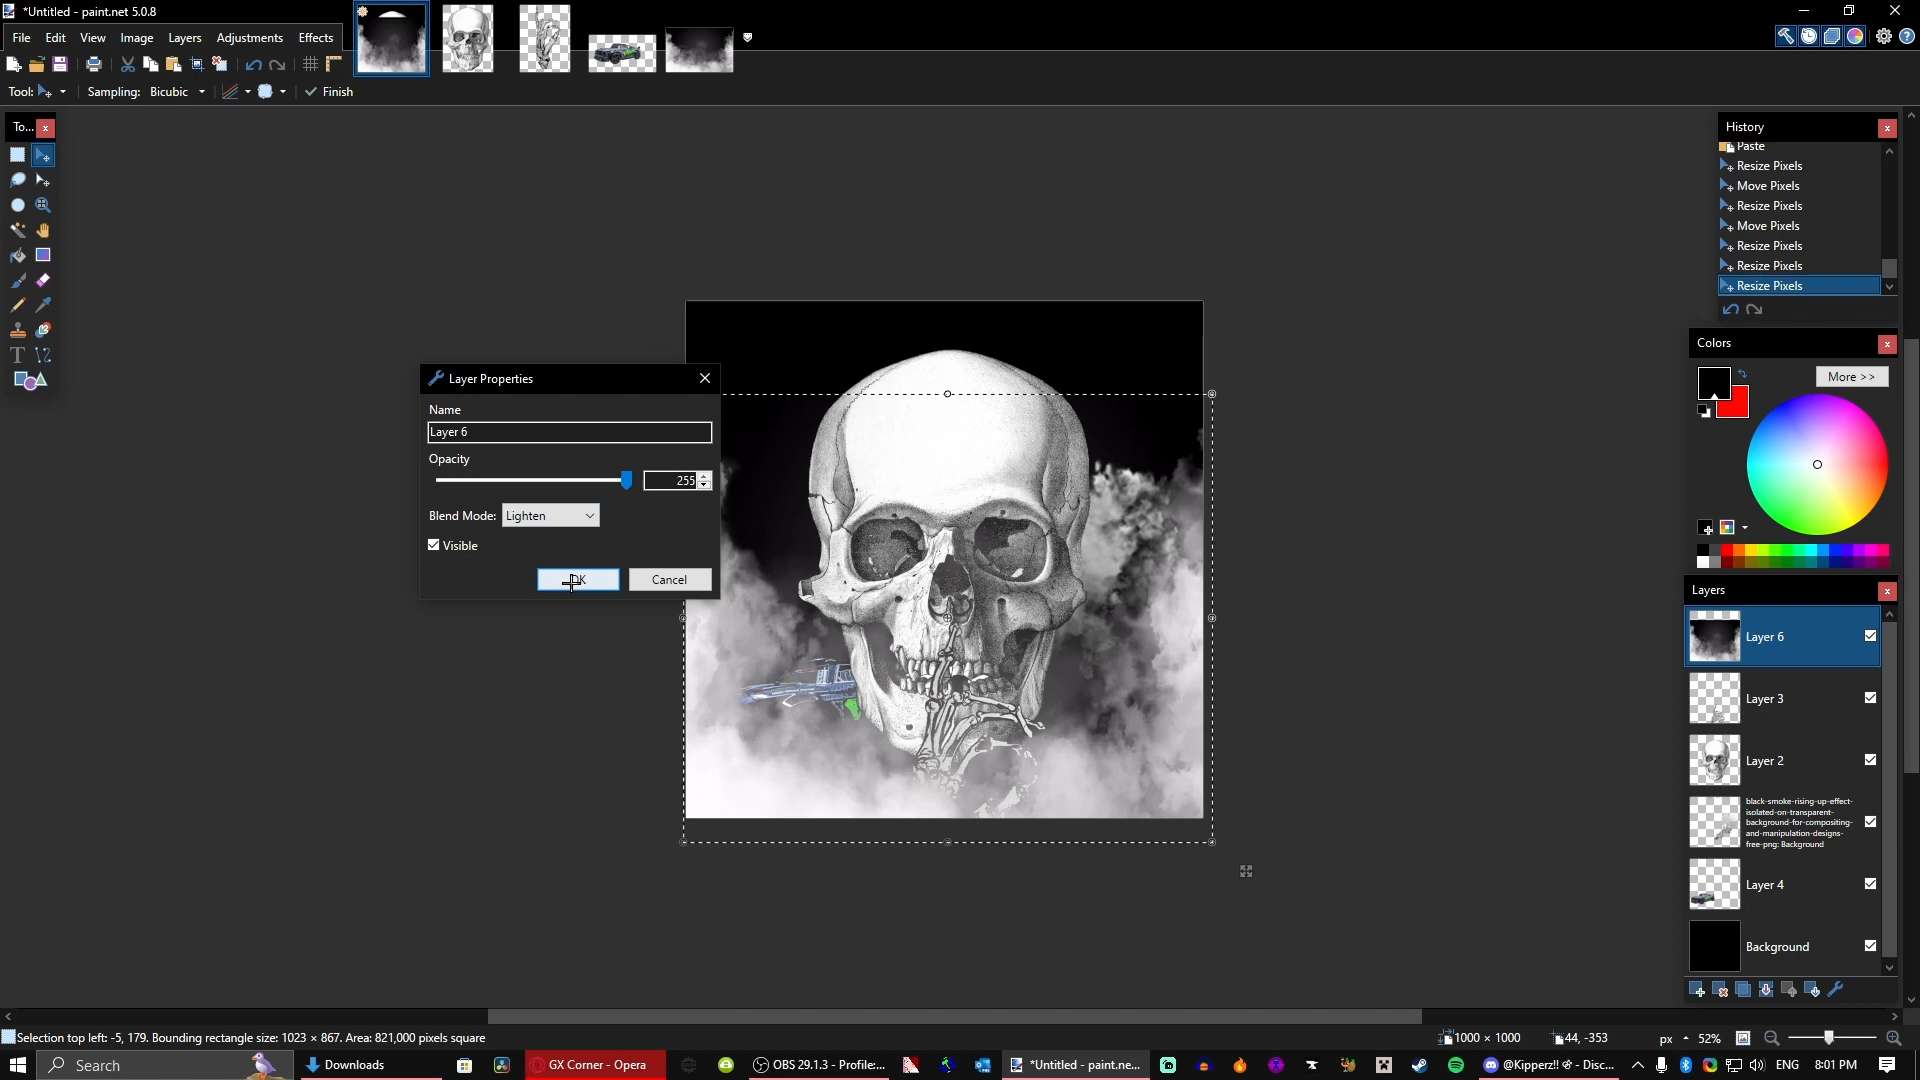 *Untitled - paint.net 5.0.8
File Edit View Image Layers Adjustments Effects
Tool: Sampling: Bicubic Finish
To...
History
Paste
Resize Pixels
Move Pixels
Resize Pixels
Move Pixels
Resize Pixels
Resize Pixels
Resize Pixels
Colors
More >>
Layer Properties
Name
Layer 6
Opacity
255
Blend Mode: Lighten
Visible
OK Cancel
Layers
Layer 6
Layer 3
Layer 2
black-smoke-rising-up-effect-
isolated-on-transparent-
background-for-compositing-
and-manipulation-designs-
free-png: Background
Layer 4
Background
Selection top left: -5, 179. Bounding rectangle size: 1023 × 867. Area: 821,000 pixels square
1000 × 1000 44, -353 px 52%
Search Downloads GX Corner - Opera OBS 29.1.3 - Profile:... *Untitled - paint.ne... @Kipperz!! - Disc... ENG 8:01 PM